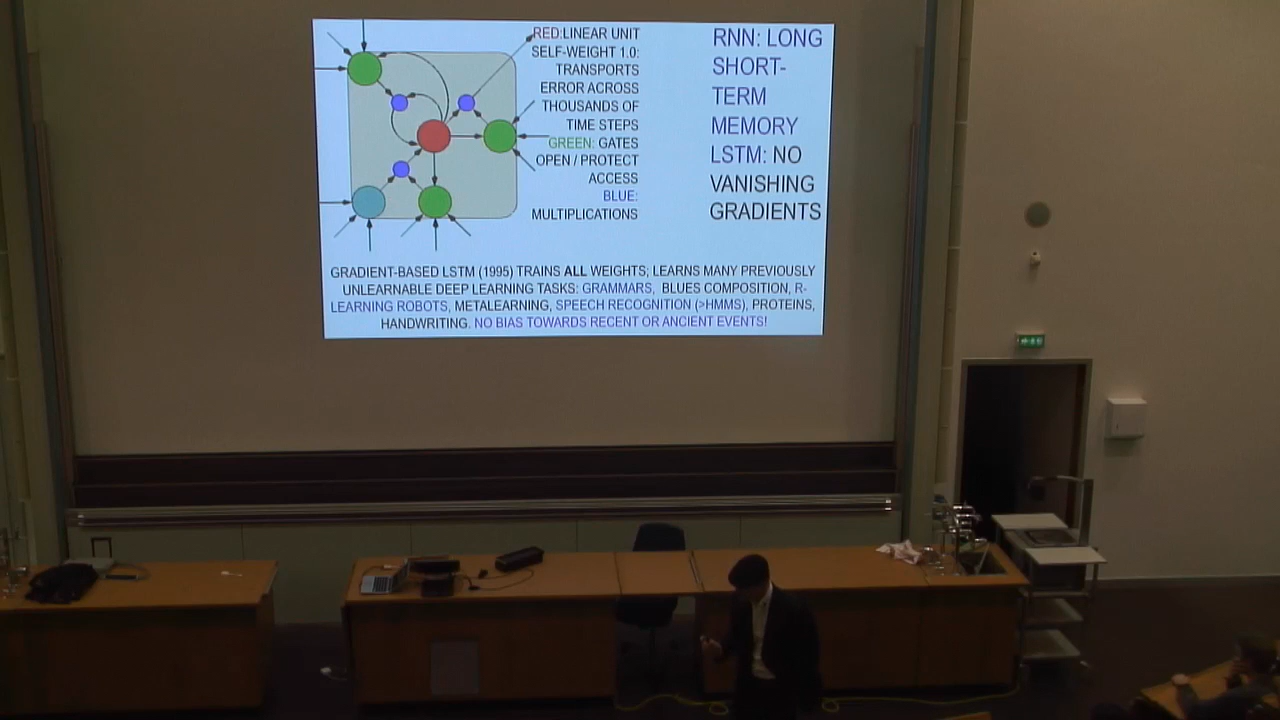 RED:LINEAR UNIT
SELF-WEIGHT 1.0:
TRANSPORTS
ERROR ACROSS
THOUSANDS OF
TIME STEPS
GREEN: GATES
OPEN / PROTECT
ACCESS
BLUE:
MULTIPLICATIONS
RNN: LONG
SHORT-
TERM
MEMORY
LSTM: NO
VANISHING
GRADIENTS
GRADIENT-BASED LSTM (1995) TRAINS ALL WEIGHTS; LEARNS MANY PREVIOUSLY
UNLEARNABLE DEEP LEARNING TASKS: GRAMMARS, BLUES COMPOSITION, R-
LEARNING ROBOTS, METALEARNING, SPEECH RECOGNITION (>HMMS), PROTEINS,
HANDWRITING. NO BIAS TOWARDS RECENT OR ANCIENT EVENTS!